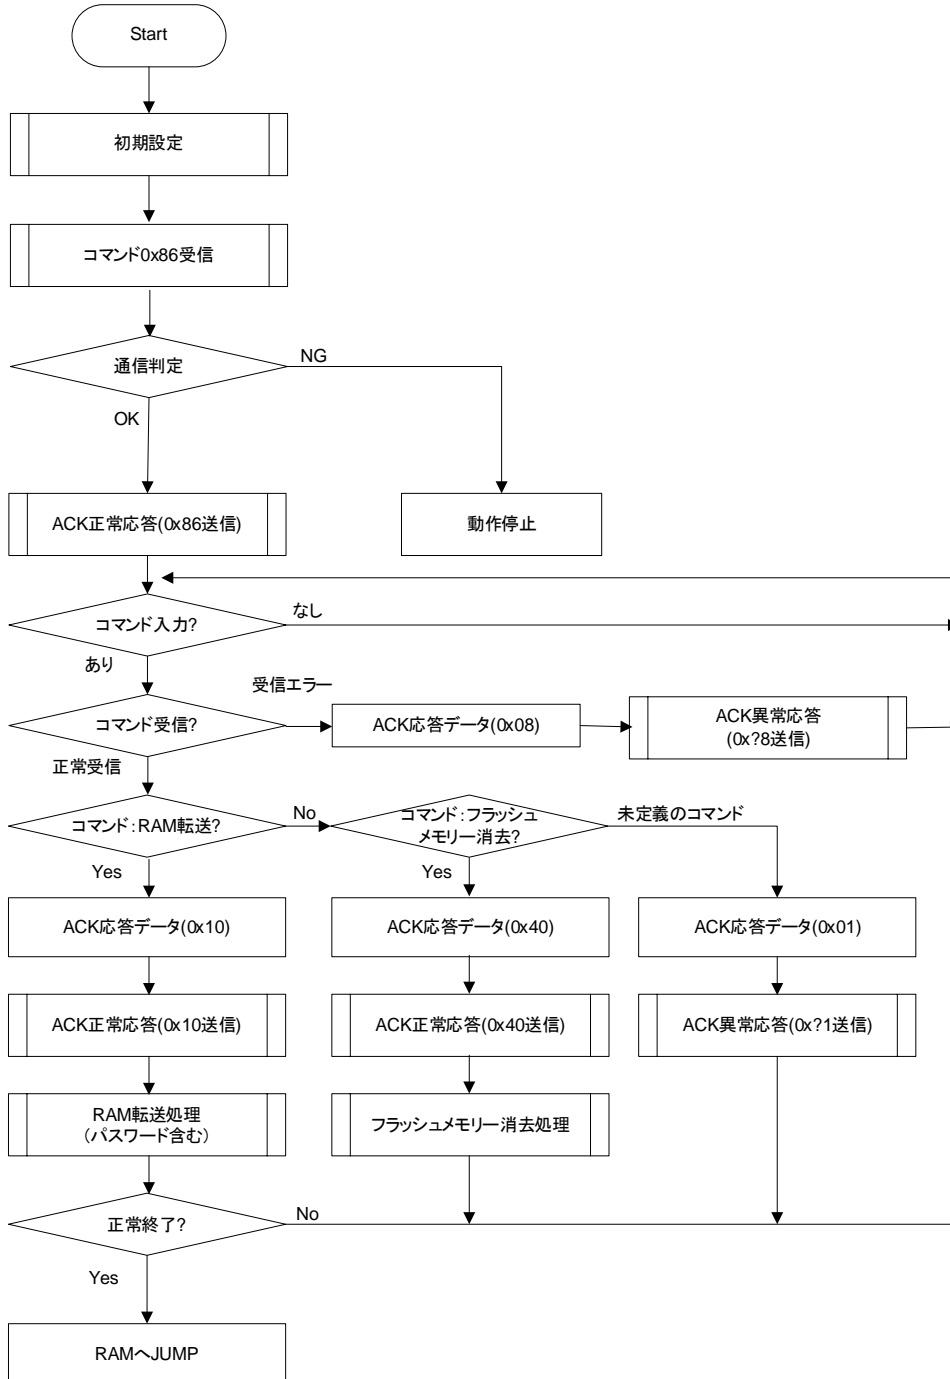 Start
初期設定
コマンド0x86受信
通信判定
NG
OK
ACK正常応答(0x86送信)
動作停止
コマンド入力?
なし
あり
受信エラー
コマンド受信?
ACK応答データ(0x08)
ACK異常応答
(0x?8送信)
正常受信
コマンド：RAM転送?
No
コマンド：フラッシュ
メモリー消去?
未定義のコマンド
Yes
Yes
ACK応答データ(0x10)
ACK応答データ(0x40)
ACK応答データ(0x01)
ACK正常応答(0x10送信)
ACK正常応答(0x40送信)
ACK異常応答(0x?1送信)
RAM転送処理
（パスワード含む）
フラッシュメモリー消去処理
正常終了?
No
Yes
RAMへJUMP